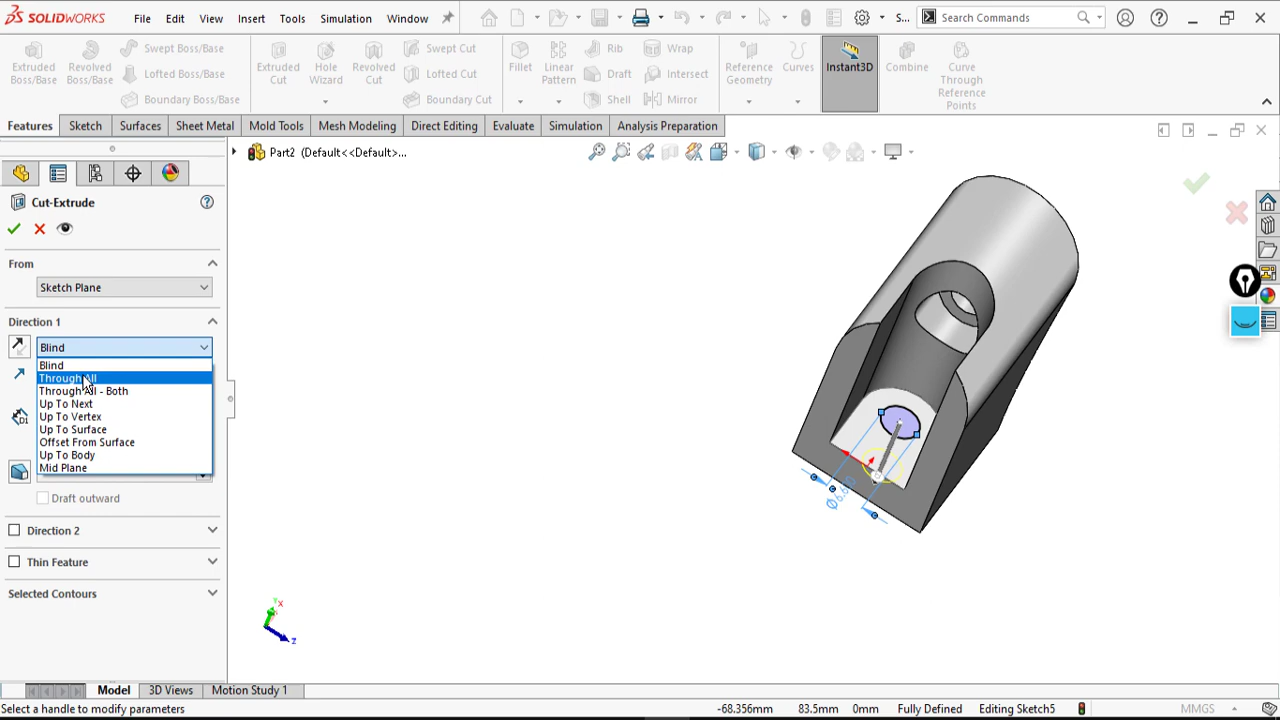 SOLIDWORKS File Edit View Insert Tools Simulation Window S... Search Commands
Extruded Boss/Base Revolved Boss/Base Swept Boss/Base Lofted Boss/Base Boundary Boss/Base Extruded Cut Hole Wizard Revolved Cut Swept Cut Lofted Cut Boundary Cut Fillet Linear Pattern Rib Draft Shell Wrap Intersect Mirror Reference Geometry Curves Instant3D Combine Curve Through Reference Points
Features Sketch Surfaces Sheet Metal Mold Tools Mesh Modeling Direct Editing Evaluate Simulation Analysis Preparation
Part2 (Default<<Default>...
Cut-Extrude
From
Sketch Plane
Direction 1
Blind
Blind
Through All
Through All - Both
Up To Next
Up To Vertex
Up To Surface
Offset From Surface
Up To Body
Mid Plane
Draft outward
Direction 2
Thin Feature
Selected Contours
Model 3D Views Motion Study 1
Select a handle to modify parameters -68.356mm 83.5mm 0mm Fully Defined Editing Sketch5 MMGS